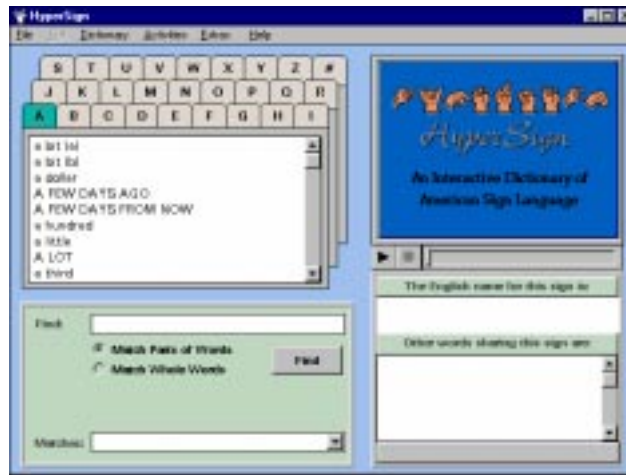 HyperSign
File Dictionary Activities Extras Help
S T U V W X Y Z #
J K L M N O P Q R
A B C D E F G H I
a bit (a)
a bit (b)
a dollar
A FEW DAYS AGO
A FEW DAYS FROM NOW
a hundred
a little
A LOT
a third
HyperSign
An Interactive Dictionary of
American Sign Language
The English name for this sign is:
Other words sharing this sign are:
Find:
Match Parts of Words
Match Whole Words
Find
Matches: